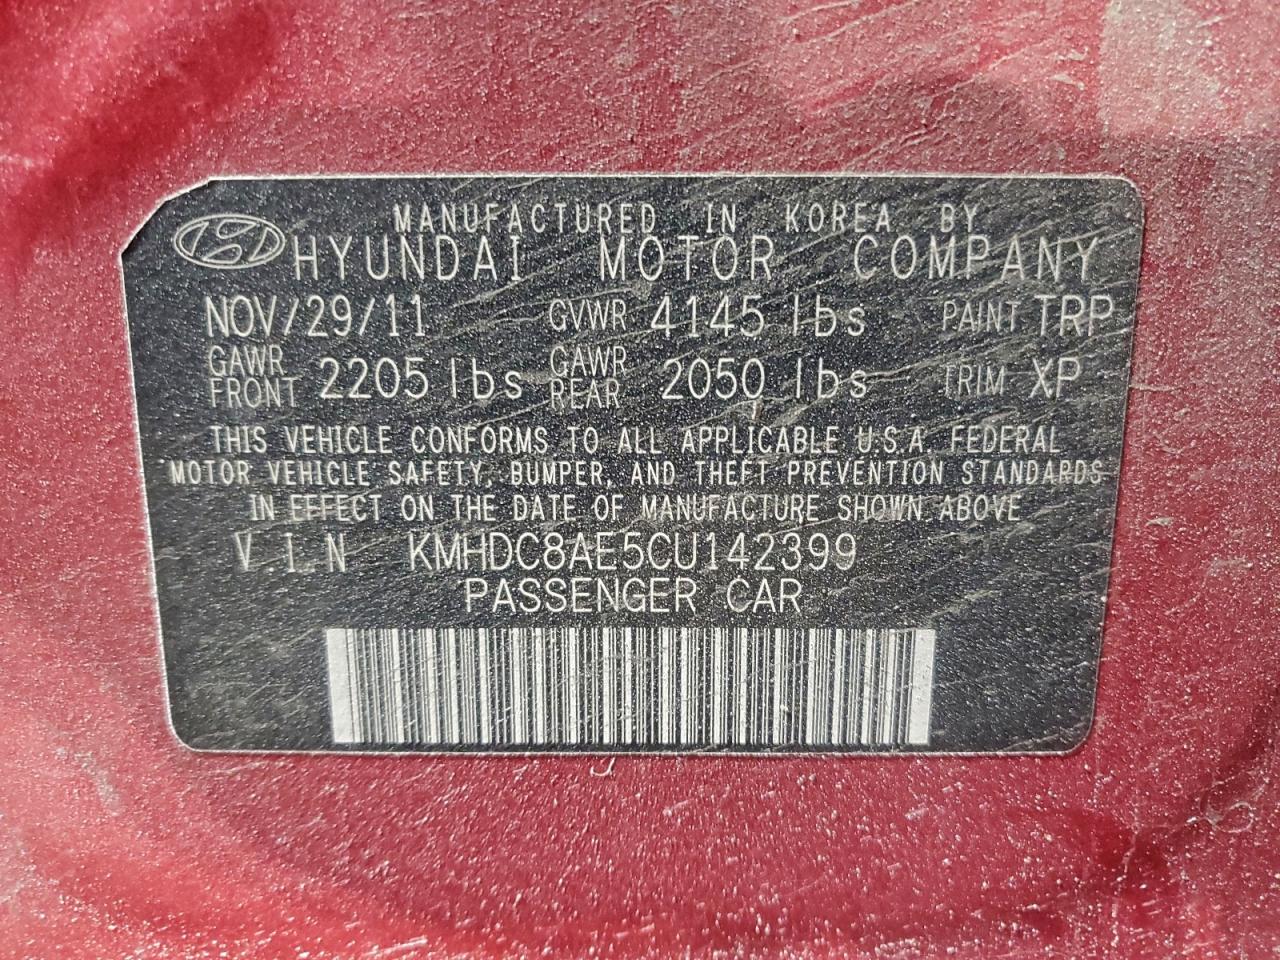 MANUFACTURED IN KOREA BY
HYUNDAI MOTOR COMPANY
NOV/29/11 GVWR 4145 lbs PAINT TRP
GAWR FRONT 2205 lbs GAWR REAR 2050 lbs TRIM XP
THIS VEHICLE CONFORMS TO ALL APPLICABLE U.S.A. FEDERAL
MOTOR VEHICLE SAFETY, BUMPER, AND THEFT PREVENTION STANDARDS
IN EFFECT ON THE DATE OF MANUFACTURE SHOWN ABOVE
V I N KMHDC8AE5CU142399
PASSENGER CAR